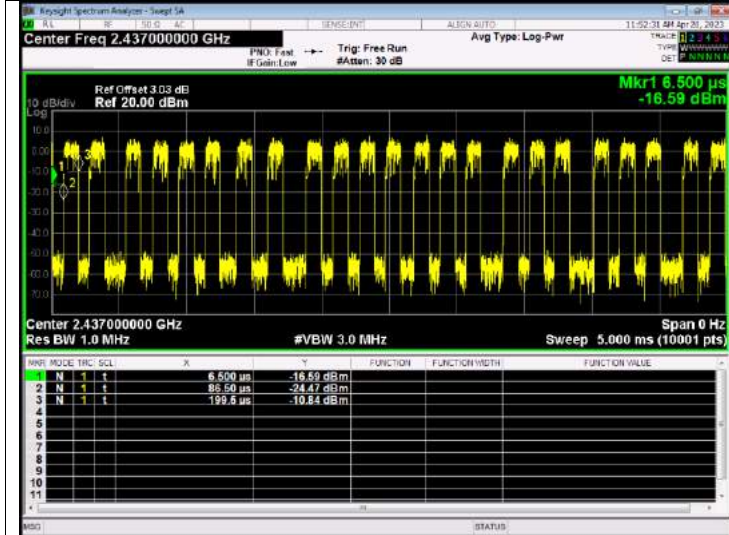 Keysight Spectrum Analyzer - Swept SA
RL RF 50 Ω AC SENSE:INT ALIGN AUTO 11:52:31 AM Apr 28, 2023
Center Freq 2.437000000 GHz Avg Type: Log-Pwr TRACE 1 2 3 4 5 6
PNO: Fast Trig: Free Run TYPE
IFGain:Low #Atten: 30 dB DET P N N N N N
Mkr1 6.500 µs
Ref Offset 3.03 dB
10 dB/div Ref 20.00 dBm -16.59 dBm
Log
10.0
0.00
-10.0
-20.0
-30.0
-40.0
-50.0
-60.0
-70.0
1
2
3
Center 2.437000000 GHz Span 0 Hz
Res BW 1.0 MHz #VBW 3.0 MHz Sweep 5.000 ms (10001 pts)
MKR MODE TRC SCL X Y FUNCTION FUNCTION WIDTH FUNCTION VALUE
1 N 1 t 6.500 µs -16.59 dBm
2 N 1 t 86.50 µs -24.47 dBm
3 N 1 t 199.5 µs -10.84 dBm
4
5
6
7
8
9
10
11
MSG STATUS